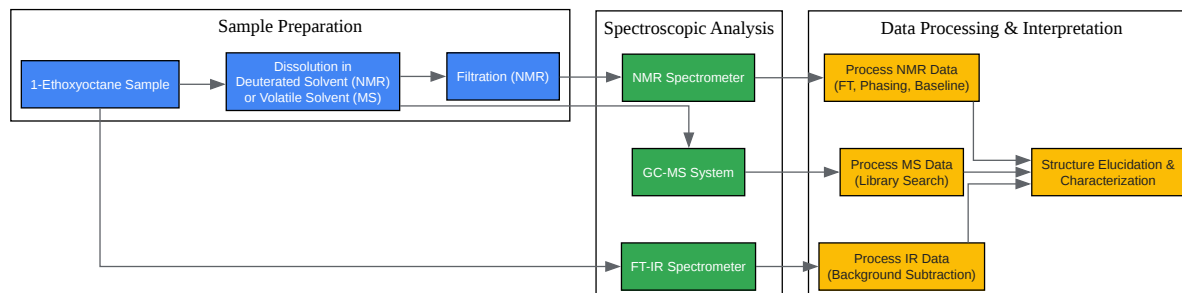 Sample Preparation
1-Ethoxyoctane Sample
Dissolution in
Deuterated Solvent (NMR)
or Volatile Solvent (MS)
Filtration (NMR)
Spectroscopic Analysis
NMR Spectrometer
GC-MS System
FT-IR Spectrometer
Data Processing & Interpretation
Process NMR Data
(FT, Phasing, Baseline)
Process MS Data
(Library Search)
Process IR Data
(Background Subtraction)
Structure Elucidation &
Characterization